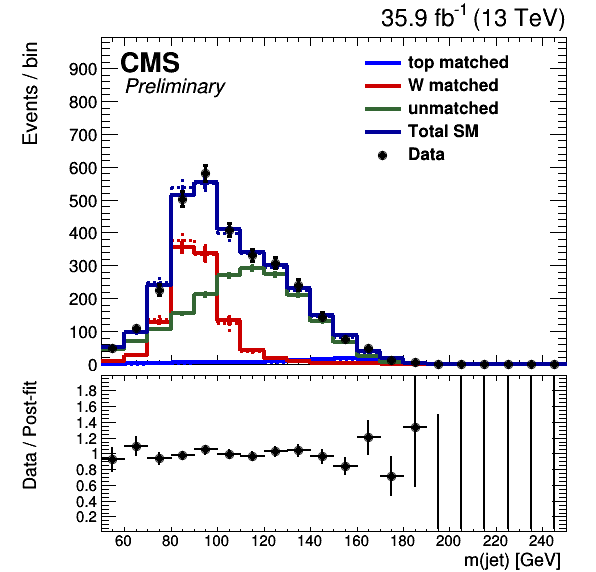 35.9 fb⁻¹ (13 TeV)
CMS
Preliminary
top matched
W matched
unmatched
Total SM
Data
Events / bin
900
800
700
600
500
400
300
200
100
0
Data / Post-fit
1.8
1.6
1.4
1.2
1
0.8
0.6
0.4
0.2
60 80 100 120 140 160 180 200 220 240
m(jet) [GeV]